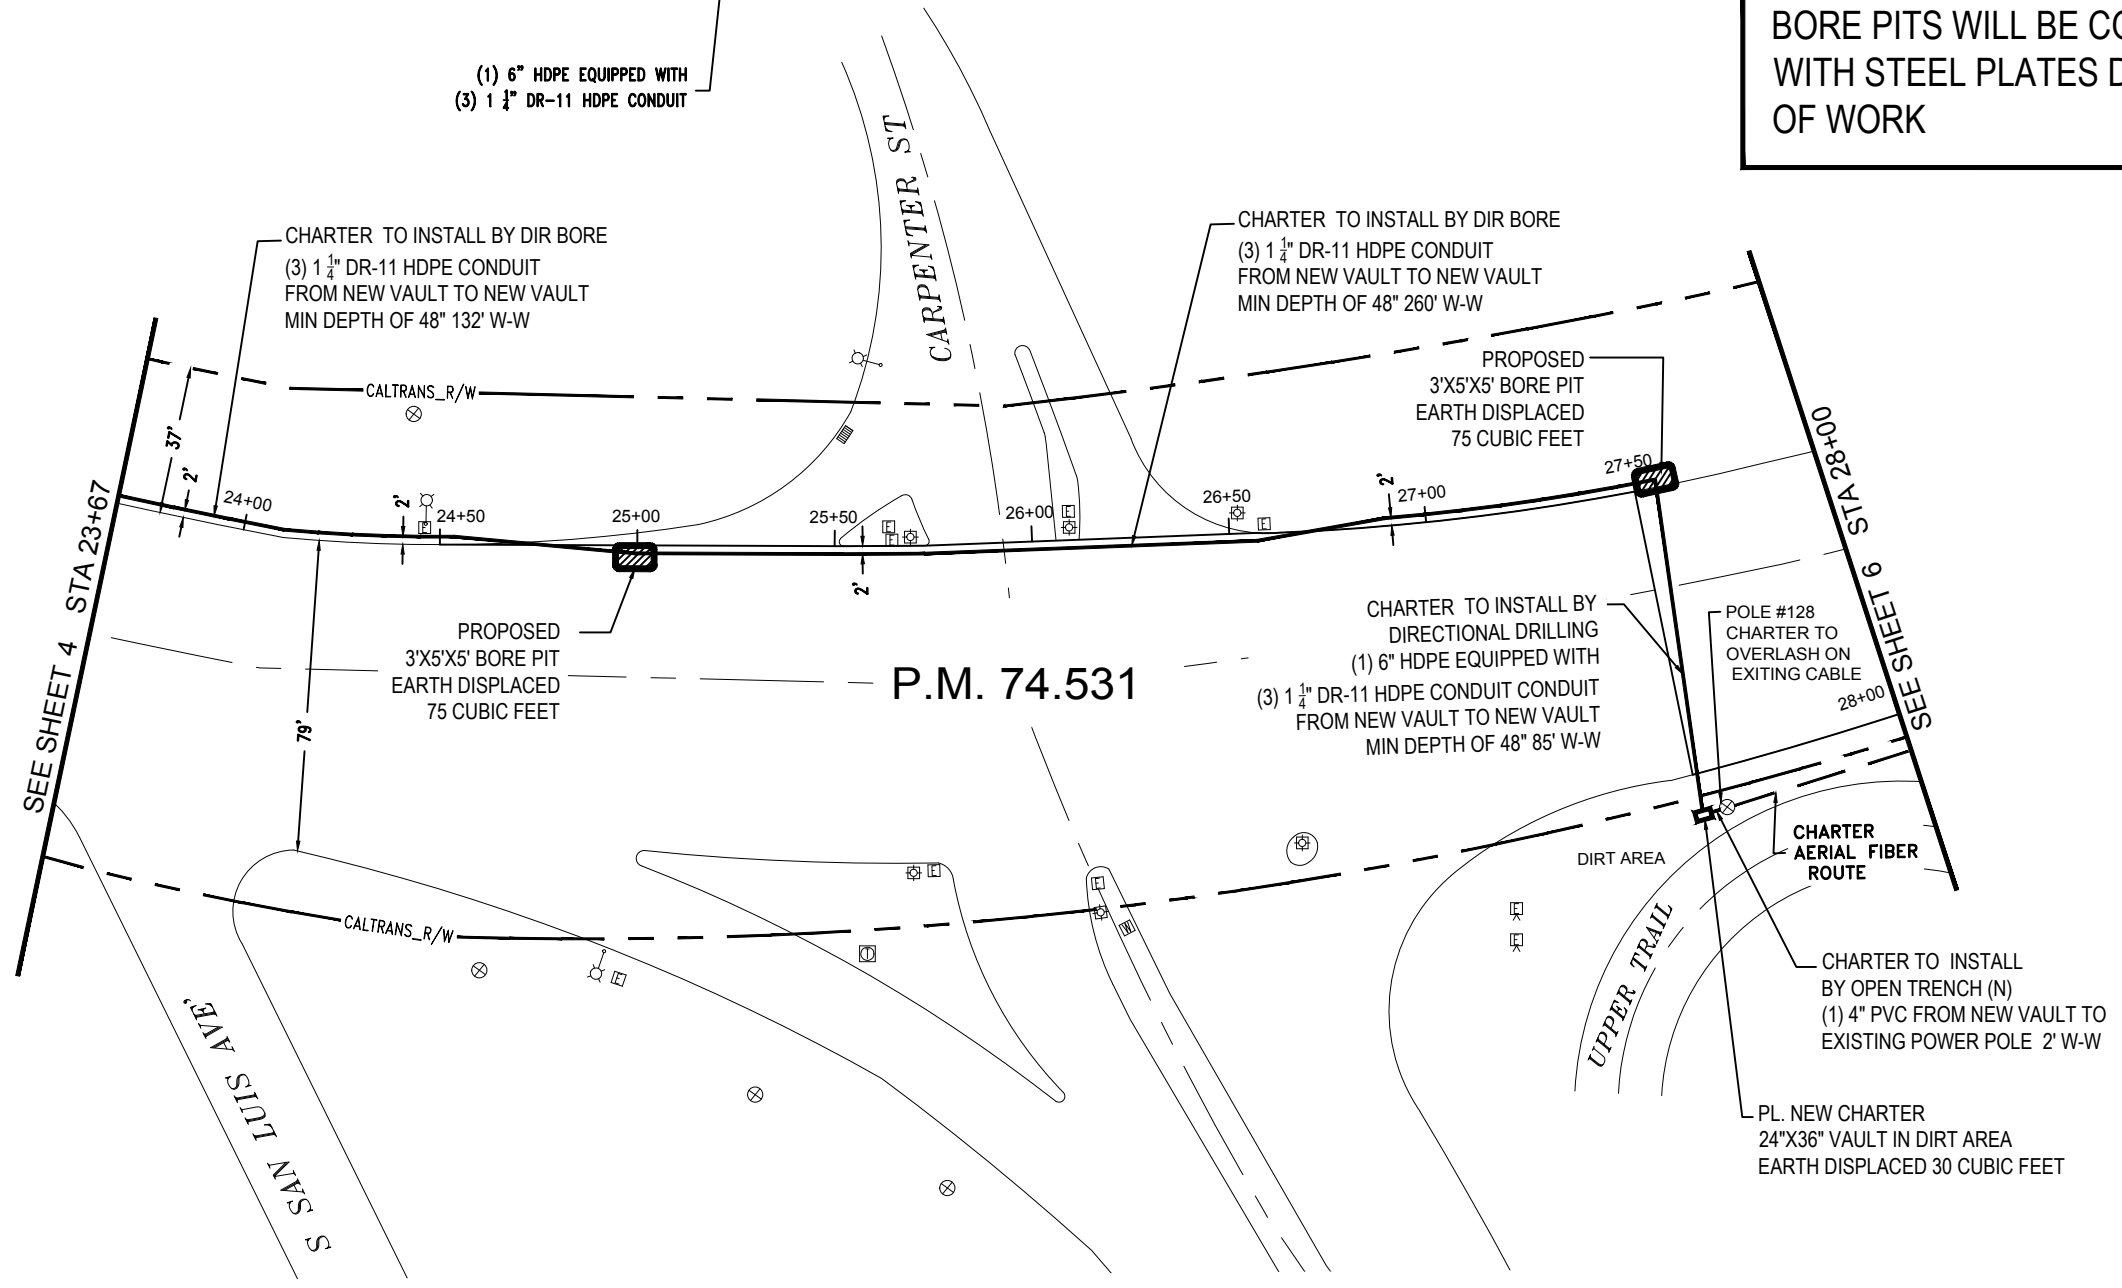 (1) 6" HDPE EQUIPPED WITH
(3) 1 1/4" DR-11 HDPE CONDUIT
BORE PITS WILL BE
WITH STEEL PLATES
OF WORK
CARPENTER ST
CHARTER TO INSTALL BY DIR BORE
(3) 1 1/4" DR-11 HDPE CONDUIT
FROM NEW VAULT TO NEW VAULT
MIN DEPTH OF 48" 132' W-W
CHARTER TO INSTALL BY DIR BORE
(3) 1 1/4" DR-11 HDPE CONDUIT
FROM NEW VAULT TO NEW VAULT
MIN DEPTH OF 48" 260' W-W
PROPOSED
3'X5'X5' BORE PIT
EARTH DISPLACED
75 CUBIC FEET
CALTRANS_R/W
37'
2'
24+00
2'
E
24+50
25+00
25+50
E
E
26+00
E
26+50
E
2'
27+00
27+50
2'
SEE SHEET 4 STA 23+67
SEE SHEET 6 STA 28+00
PROPOSED
3'X5'X5' BORE PIT
EARTH DISPLACED
75 CUBIC FEET
79'
P.M. 74.531
CHARTER TO INSTALL BY
DIRECTIONAL DRILLING
(1) 6" HDPE EQUIPPED WITH
(3) 1 1/4" DR-11 HDPE CONDUIT CONDUIT
FROM NEW VAULT TO NEW VAULT
MIN DEPTH OF 48" 85' W-W
POLE #128
CHARTER TO
OVERLASH ON
EXITING CABLE
28+00
CHARTER
AERIAL FIBER
ROUTE
DIRT AREA
CALTRANS_R/W
E
E
E
W
E
E
UPPER TRAIL
S SAN LUIS AVE'
CHARTER TO INSTALL
BY OPEN TRENCH (N)
(1) 4" PVC FROM NEW VAULT TO
EXISTING POWER POLE 2' W-W
PL. NEW CHARTER
24"X36" VAULT IN DIRT AREA
EARTH DISPLACED 30 CUBIC FEET